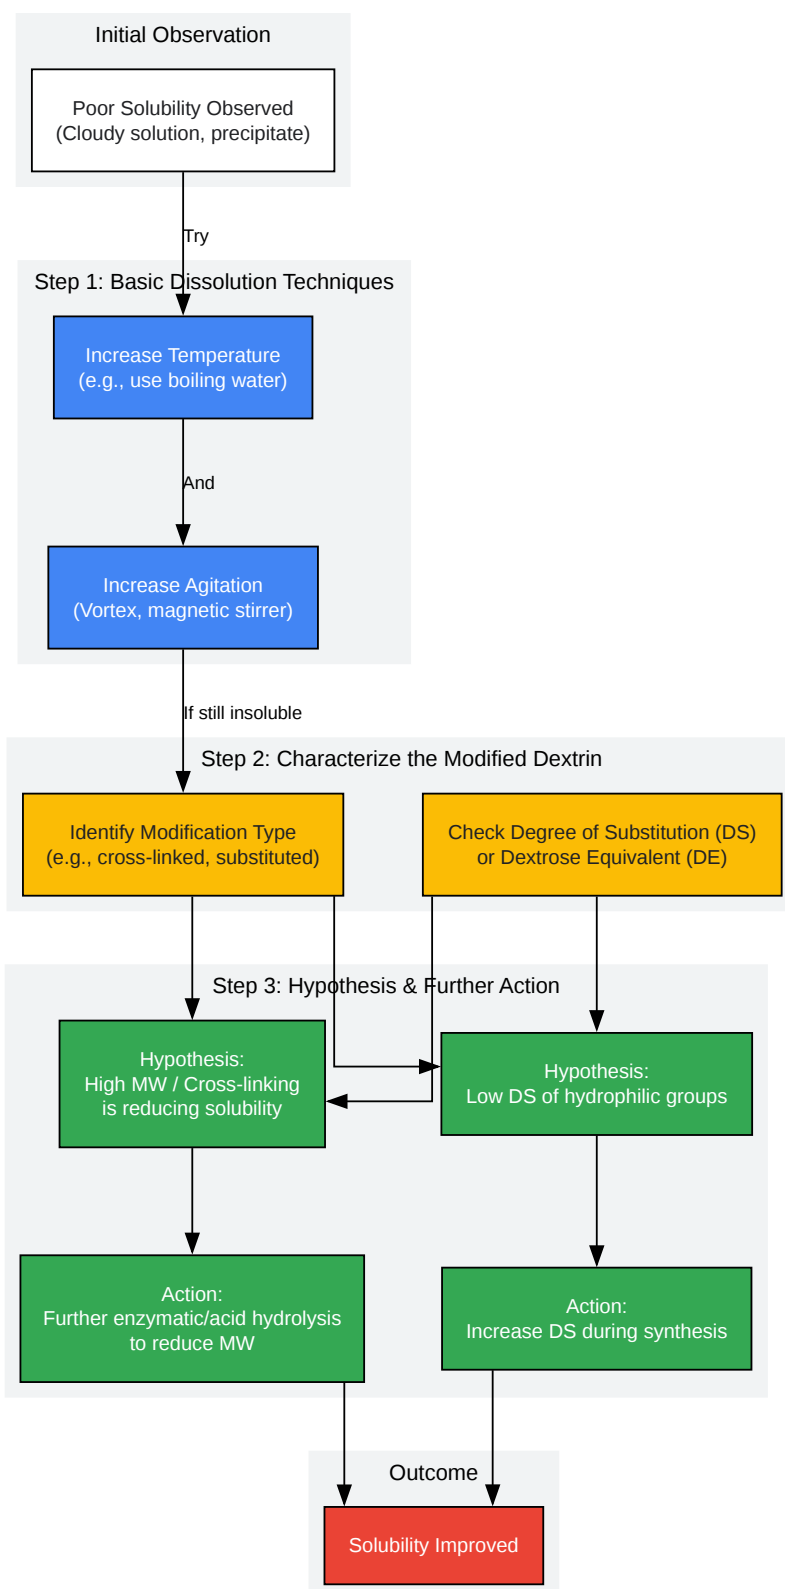 Initial Observation
Poor Solubility Observed
(Cloudy solution, precipitate)
Try
Step 1: Basic Dissolution Techniques
Increase Temperature
(e.g., use boiling water)
And
Increase Agitation
(Vortex, magnetic stirrer)
If still insoluble
Step 2: Characterize the Modified Dextrin
Identify Modification Type
(e.g., cross-linked, substituted)
Check Degree of Substitution (DS)
or Dextrose Equivalent (DE)
Step 3: Hypothesis & Further Action
Hypothesis:
High MW / Cross-linking
is reducing solubility
Hypothesis:
Low DS of hydrophilic groups
Action:
Further enzymatic/acid hydrolysis
to reduce MW
Action:
Increase DS during synthesis
Outcome
Solubility Improved